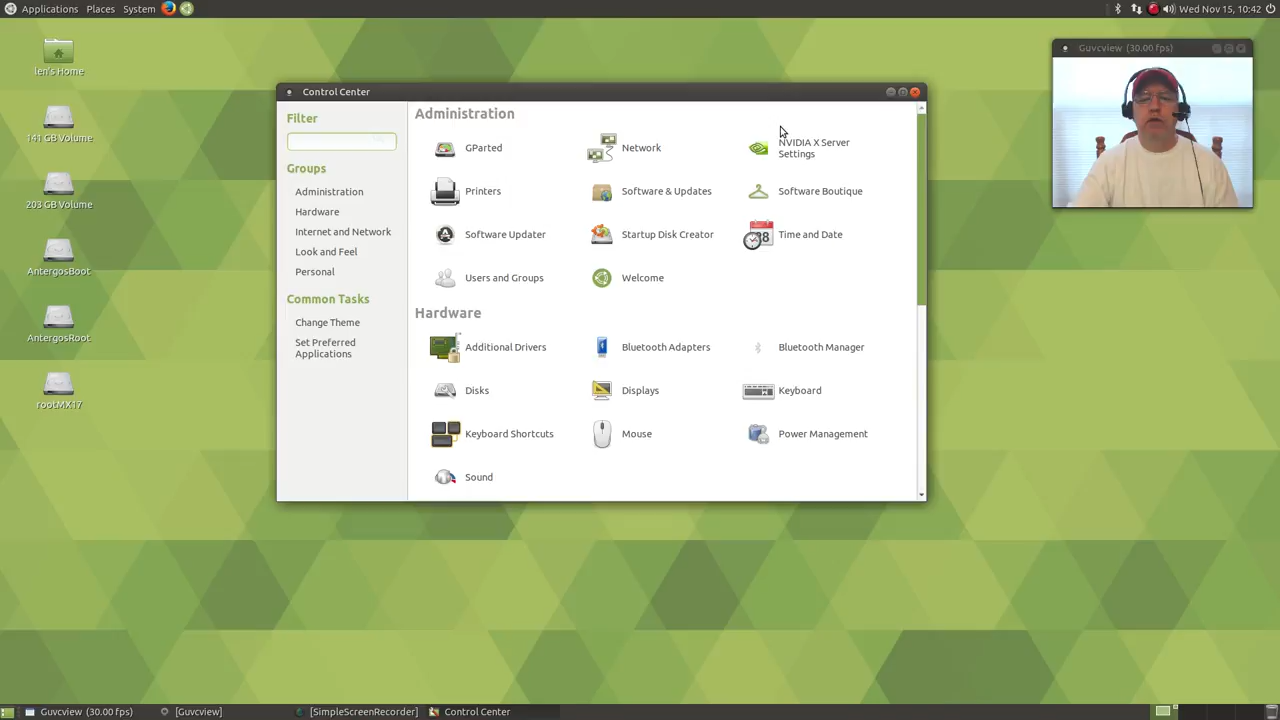 Applications Places System
Wed Nov 15, 10:42
len's Home
141 GB Volume
203 GB Volume
AntergosBoot
AntergosRoot
rootMX17
Guvcview (30.00 fps)
Control Center
Filter
Groups
Administration
Hardware
Internet and Network
Look and Feel
Personal
Common Tasks
Change Theme
Set Preferred
Applications
Administration
GParted
Network
NVIDIA X Server
Settings
Printers
Software & Updates
Software Boutique
Software Updater
Startup Disk Creator
Time and Date
Users and Groups
Welcome
Hardware
Additional Drivers
Bluetooth Adapters
Bluetooth Manager
Disks
Displays
Keyboard
Keyboard Shortcuts
Mouse
Power Management
Sound
Guvcview (30.00 fps)
[Guvcview]
[SimpleScreenRecorder]
Control Center